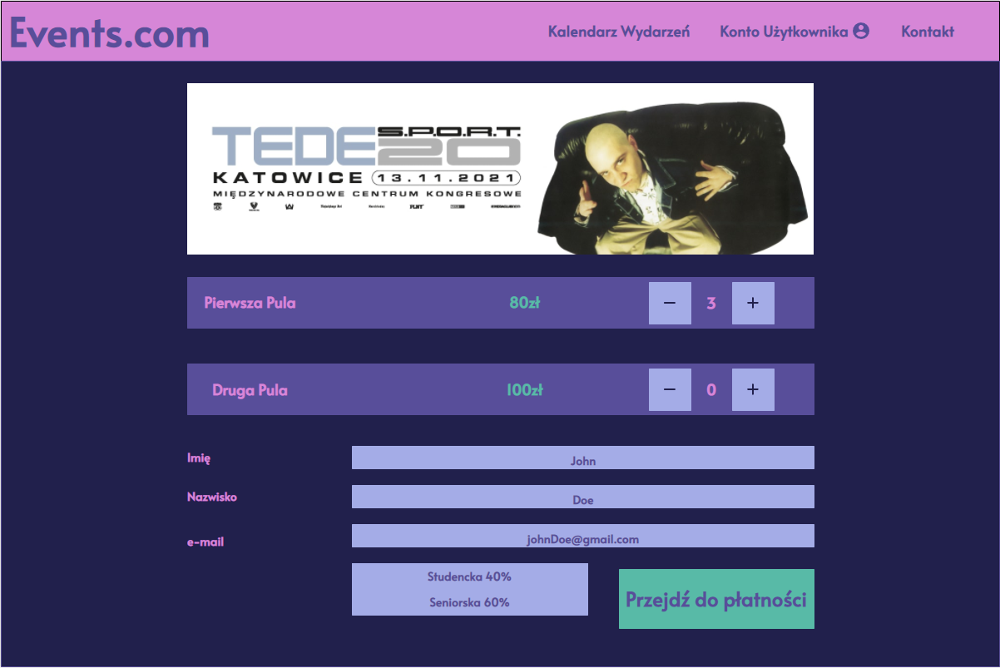 Events.com
Kalendarz Wydarzeń Konto Użytkownika Kontakt
TEDE S.P.O.R.T. 20
KATOWICE 13.11.2021
MIĘDZYNARODOWE CENTRUM KONGRESOWE
PLNY
Pierwsza Pula 80zł − 3 +
Druga Pula 100zł − 0 +
Imię John
Nazwisko Doe
e-mail johnDoe@gmail.com
Studencka 40%
Seniorska 60%
Przejdź do płatności